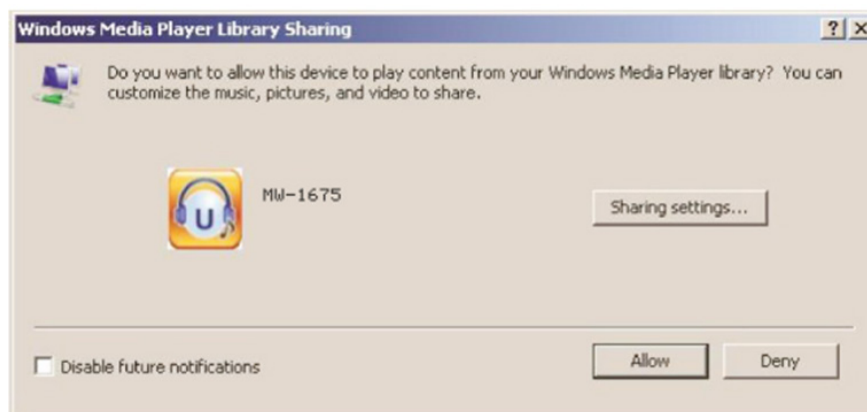 Windows Media Player Library Sharing
Do you want to allow this device to play content from your Windows Media Player library? You can
customize the music, pictures, and video to share.
U
MW-1675
Sharing settings...
Disable future notifications
Allow
Deny